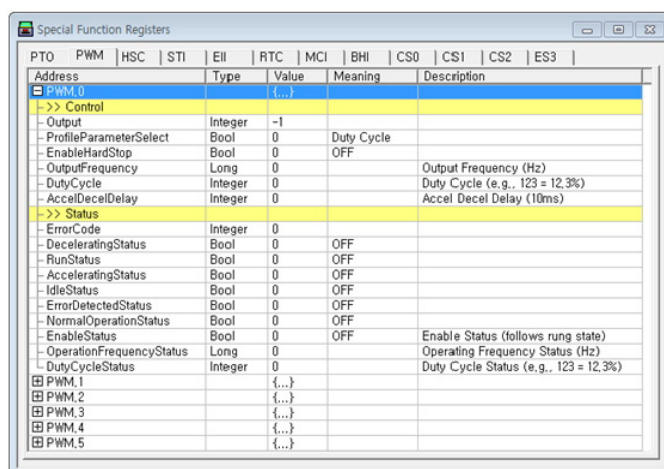 Special Function Registers
PTO PWM HSC STI EII RTC MCI BHI CS0 CS1 CS2 ES3
Address Type Value Meaning Description
PWM.0 {...}
>> Control
Output Integer -1
ProfileParameterSelect Bool 0 Duty Cycle
EnableHardStop Bool 0 OFF
OutputFrequency Long 0 Output Frequency (Hz)
DutyCycle Integer 0 Duty Cycle (e.g., 123 = 12.3%)
AccelDecelDelay Integer 0 Accel Decel Delay (10ms)
>> Status
ErrorCode Integer 0
DeceleratingStatus Bool 0 OFF
RunStatus Bool 0 OFF
AcceleratingStatus Bool 0 OFF
IdleStatus Bool 0 OFF
ErrorDetectedStatus Bool 0 OFF
NormalOperationStatus Bool 0 OFF
EnableStatus Bool 0 OFF Enable Status (follows rung state)
OperationFrequencyStatus Long 0 Operating Frequency Status (Hz)
DutyCycleStatus Integer 0 Duty Cycle Status (e.g., 123 = 12.3%)
PWM.1 {...}
PWM.2 {...}
PWM.3 {...}
PWM.4 {...}
PWM.5 {...}